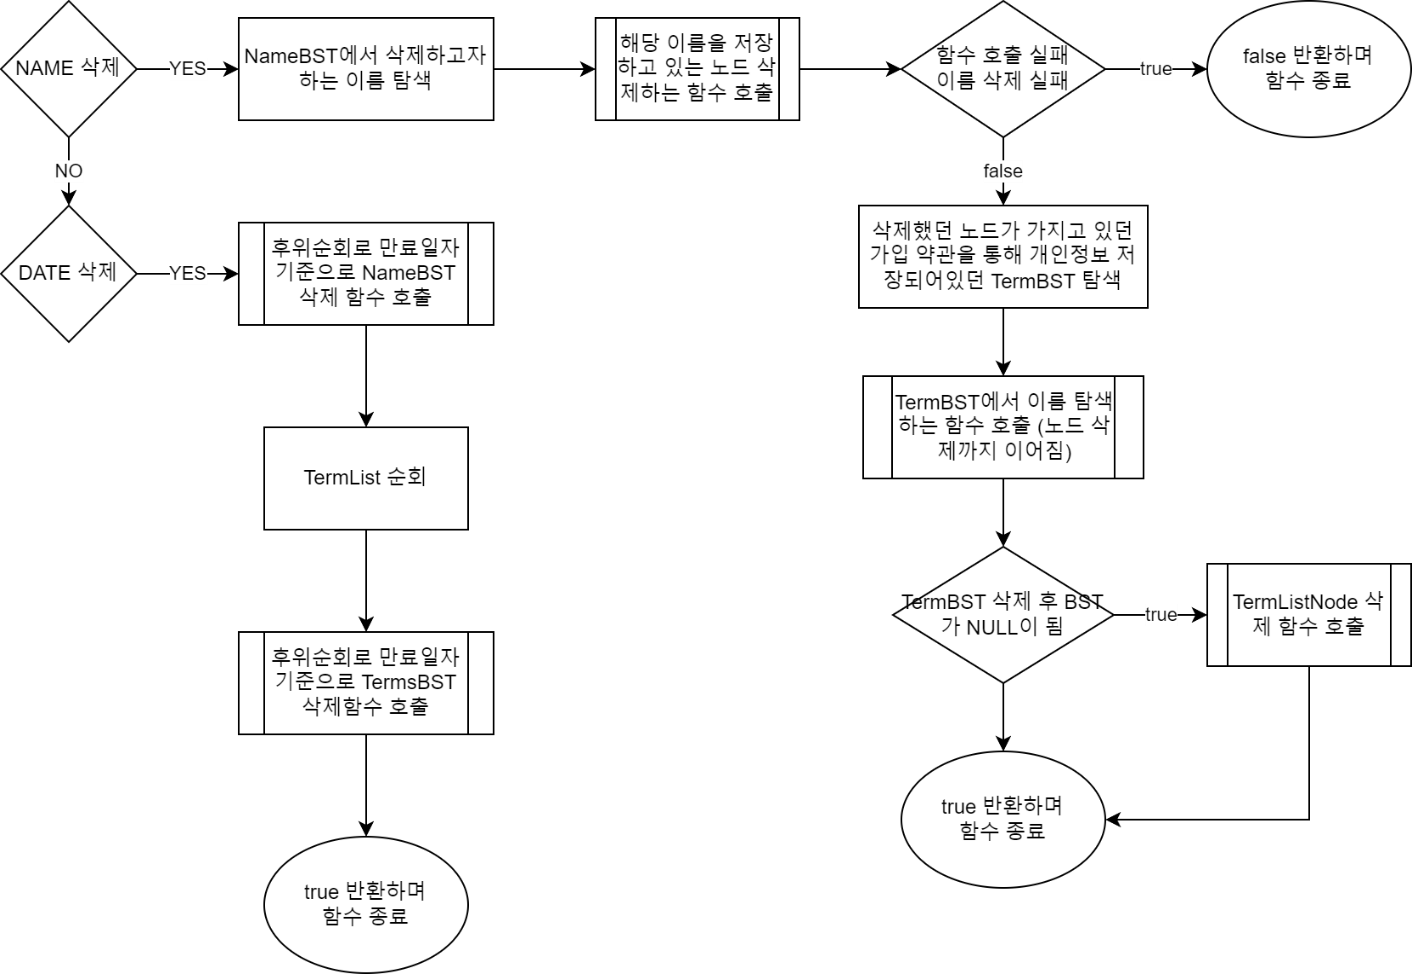 NAME 삭제
YES
NameBST에서 삭제하고자
하는 이름 탐색
해당 이름을 저장
하고 있는 노드 삭
제하는 함수 호출
함수 호출 실패
이름 삭제 실패
true
false 반환하며
함수 종료
NO
false
DATE 삭제
YES
후위순회로 만료일자
기준으로 NameBST
삭제 함수 호출
삭제했던 노드가 가지고 있던
가입 약관을 통해 개인정보 저
장되어있던 TermBST 탐색
TermList 순회
TermBST에서 이름 탐색
하는 함수 호출 (노드 삭
제까지 이어짐)
후위순회로 만료일자
기준으로 TermsBST
삭제함수 호출
TermBST 삭제 후 BST
가 NULL이 됨
true
TermListNode 삭
제 함수 호출
true 반환하며
함수 종료
true 반환하며
함수 종료